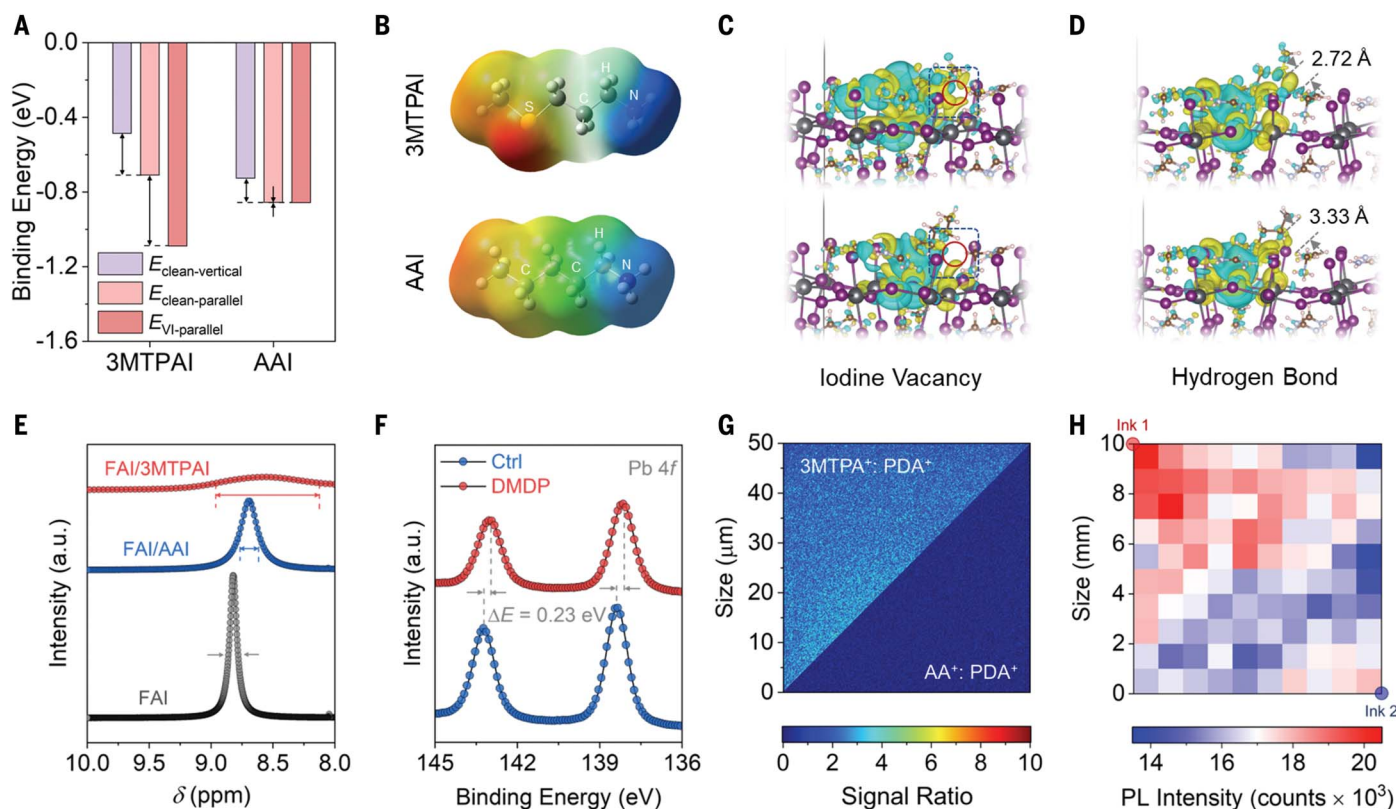 A
0.0
-0.4
-0.8
-1.2
-1.6
Binding Energy (eV)
E clean-vertical
E clean-parallel
E VI-parallel
3MTPAI
AAI
B
3MTPAI
S
C
H
N
AAI
C
C
H
N
C
Iodine Vacancy
D
2.72 Å
3.33 Å
Hydrogen Bond
E
FAI/3MTPAI
FAI/AAI
FAI
Intensity (a.u.)
10.0
9.0
8.5
8.0
δ (ppm)
F
Ctrl
DMDP
Pb 4f
ΔE = 0.23 eV
Intensity (a.u.)
145
142
139
136
Binding Energy (eV)
G
50
40
30
20
10
0
Size (μm)
3MTPA⁺: PDA⁺
AA⁺: PDA⁺
0 2 4 6 8 10
Signal Ratio
H
Ink 1
10
8
6
4
2
0
Size (mm)
Ink 2
14 16 18 20
PL Intensity (counts × 10³)